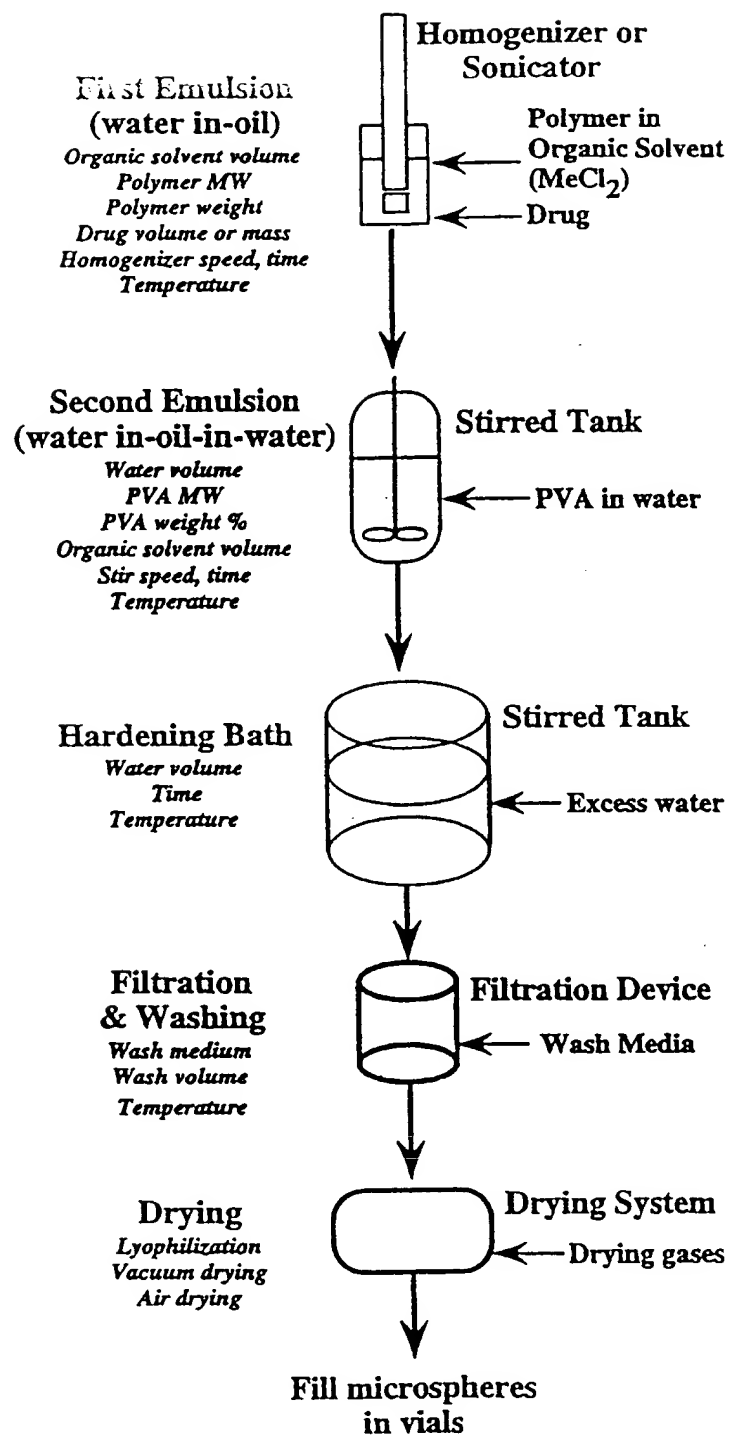 Homogenizer or
Sonicator
First Emulsion
(water in-oil)
Organic solvent volume
Polymer MW
Polymer weight
Drug volume or mass
Homogenizer speed, time
Temperature
Polymer in
Organic Solvent
(MeCl2)
Drug
Second Emulsion
(water in-oil-in-water)
Water volume
PVA MW
PVA weight %
Organic solvent volume
Stir speed, time
Temperature
Stirred Tank
PVA in water
Hardening Bath
Water volume
Time
Temperature
Stirred Tank
Excess water
Filtration
& Washing
Wash medium
Wash volume
Temperature
Filtration Device
Wash Media
Drying
Lyophilization
Vacuum drying
Air drying
Drying System
Drying gases
Fill microspheres
in vials